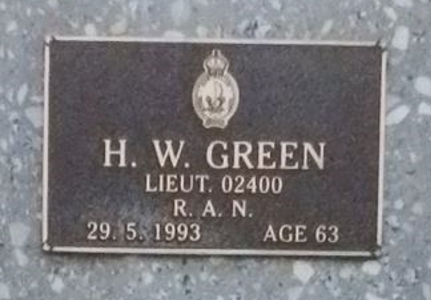 H. W. GREEN
LIEUT. 02400
R. A. N.
29. 5. 1993 AGE 63